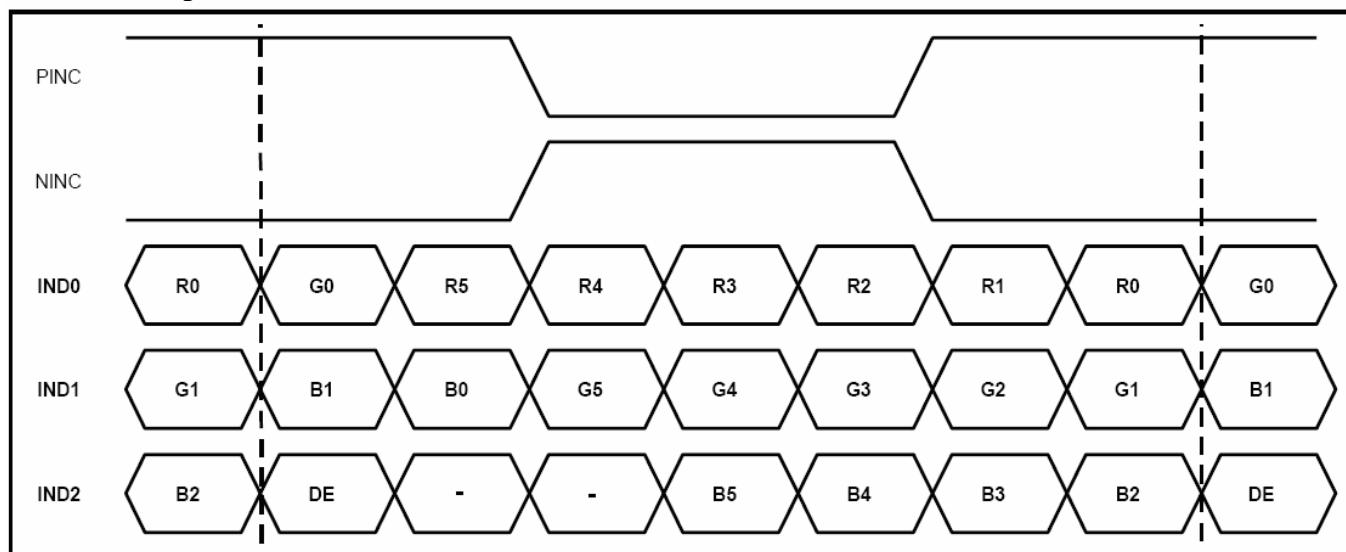 PINC
NINC
IND0 R0 G0 R5 R4 R3 R2 R1 R0 G0
IND1 G1 B1 B0 G5 G4 G3 G2 G1 B1
IND2 B2 DE - - B5 B4 B3 B2 DE